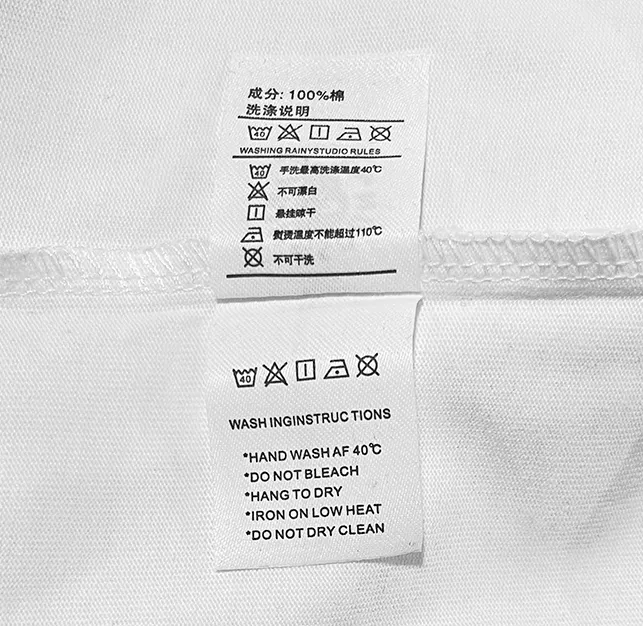 成分: 100%棉
洗涤说明
40
WASHING RAINYSTUDIO RULES
40 手洗最高洗涤温度40℃
不可漂白
悬挂晾干
熨烫温度不能超过110℃
不可干洗
40
WASH INGINSTRUC TIONS
*HAND WASH AF 40℃
*DO NOT BLEACH
*HANG TO DRY
*IRON ON LOW HEAT
*DO NOT DRY CLEAN